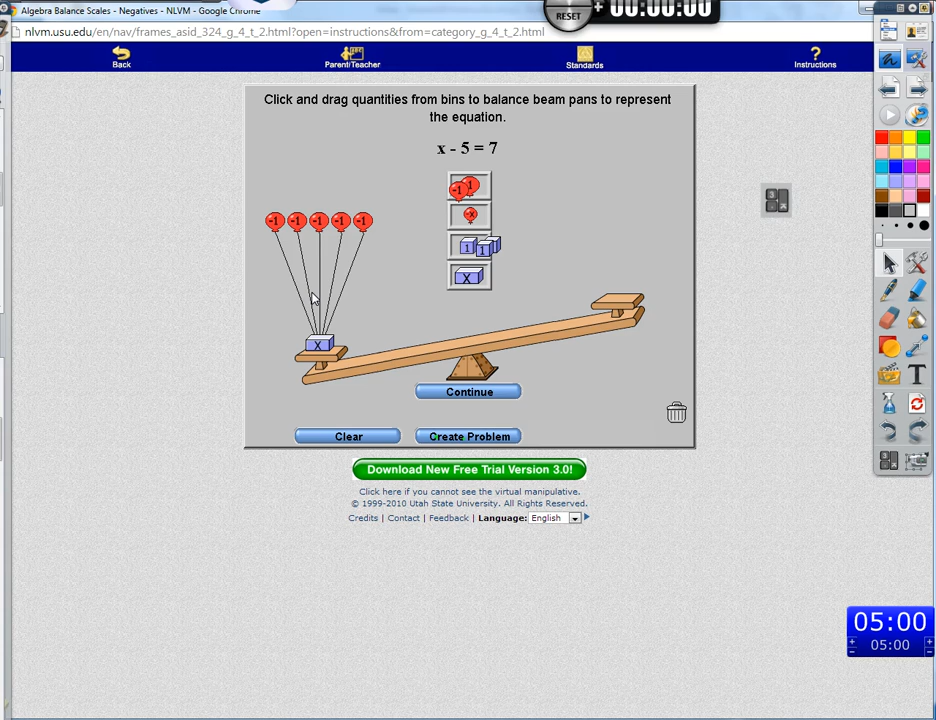 Algebra Balance Scales - Negatives - NLVM - Google Chrome
RESET
+ 00:00:00
nlvm.usu.edu/en/nav/frames_asid_324_g_4_t_2.html?open=instructions&from=category_g_4_t_2.html
Back Parent/Teacher Standards Instructions
Click and drag quantities from bins to balance beam pans to represent
the equation.
x - 5 = 7
-1 1
-1 -1 -1 -1 -1
-x
1 1
X
X
Continue
Clear Create Problem
Download New Free Trial Version 3.0!
Click here if you cannot see the virtual manipulative.
© 1999-2010 Utah State University. All Rights Reserved.
Credits | Contact | Feedback | Language: English
T
05:00
+ 05:00 +